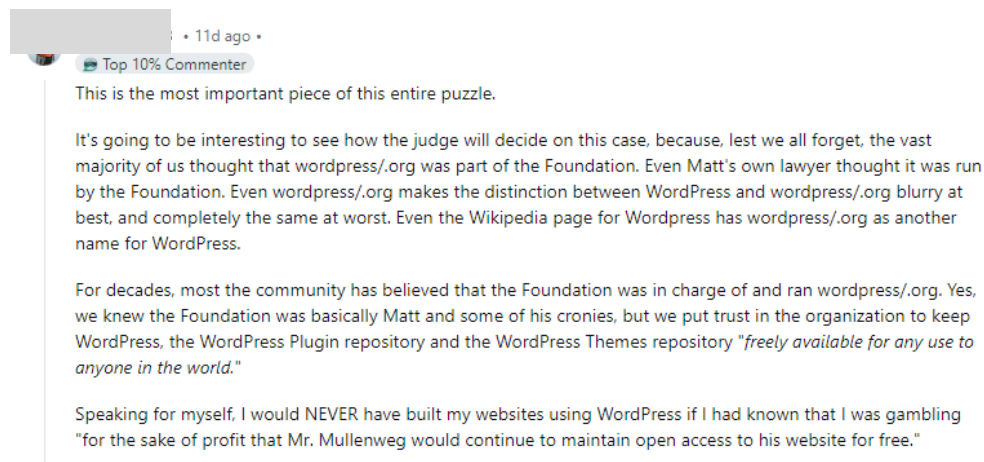 • 11d ago •
Top 10% Commenter
This is the most important piece of this entire puzzle.
It's going to be interesting to see how the judge will decide on this case, because, lest we all forget, the vast
majority of us thought that wordpress/.org was part of the Foundation. Even Matt's own lawyer thought it was run
by the Foundation. Even wordpress/.org makes the distinction between WordPress and wordpress/.org blurry at
best, and completely the same at worst. Even the Wikipedia page for Wordpress has wordpress/.org as another
name for WordPress.
For decades, most the community has believed that the Foundation was in charge of and ran wordpress/.org. Yes,
we knew the Foundation was basically Matt and some of his cronies, but we put trust in the organization to keep
WordPress, the WordPress Plugin repository and the WordPress Themes repository "freely available for any use to
anyone in the world."
Speaking for myself, I would NEVER have built my websites using WordPress if I had known that I was gambling
"for the sake of profit that Mr. Mullenweg would continue to maintain open access to his website for free."